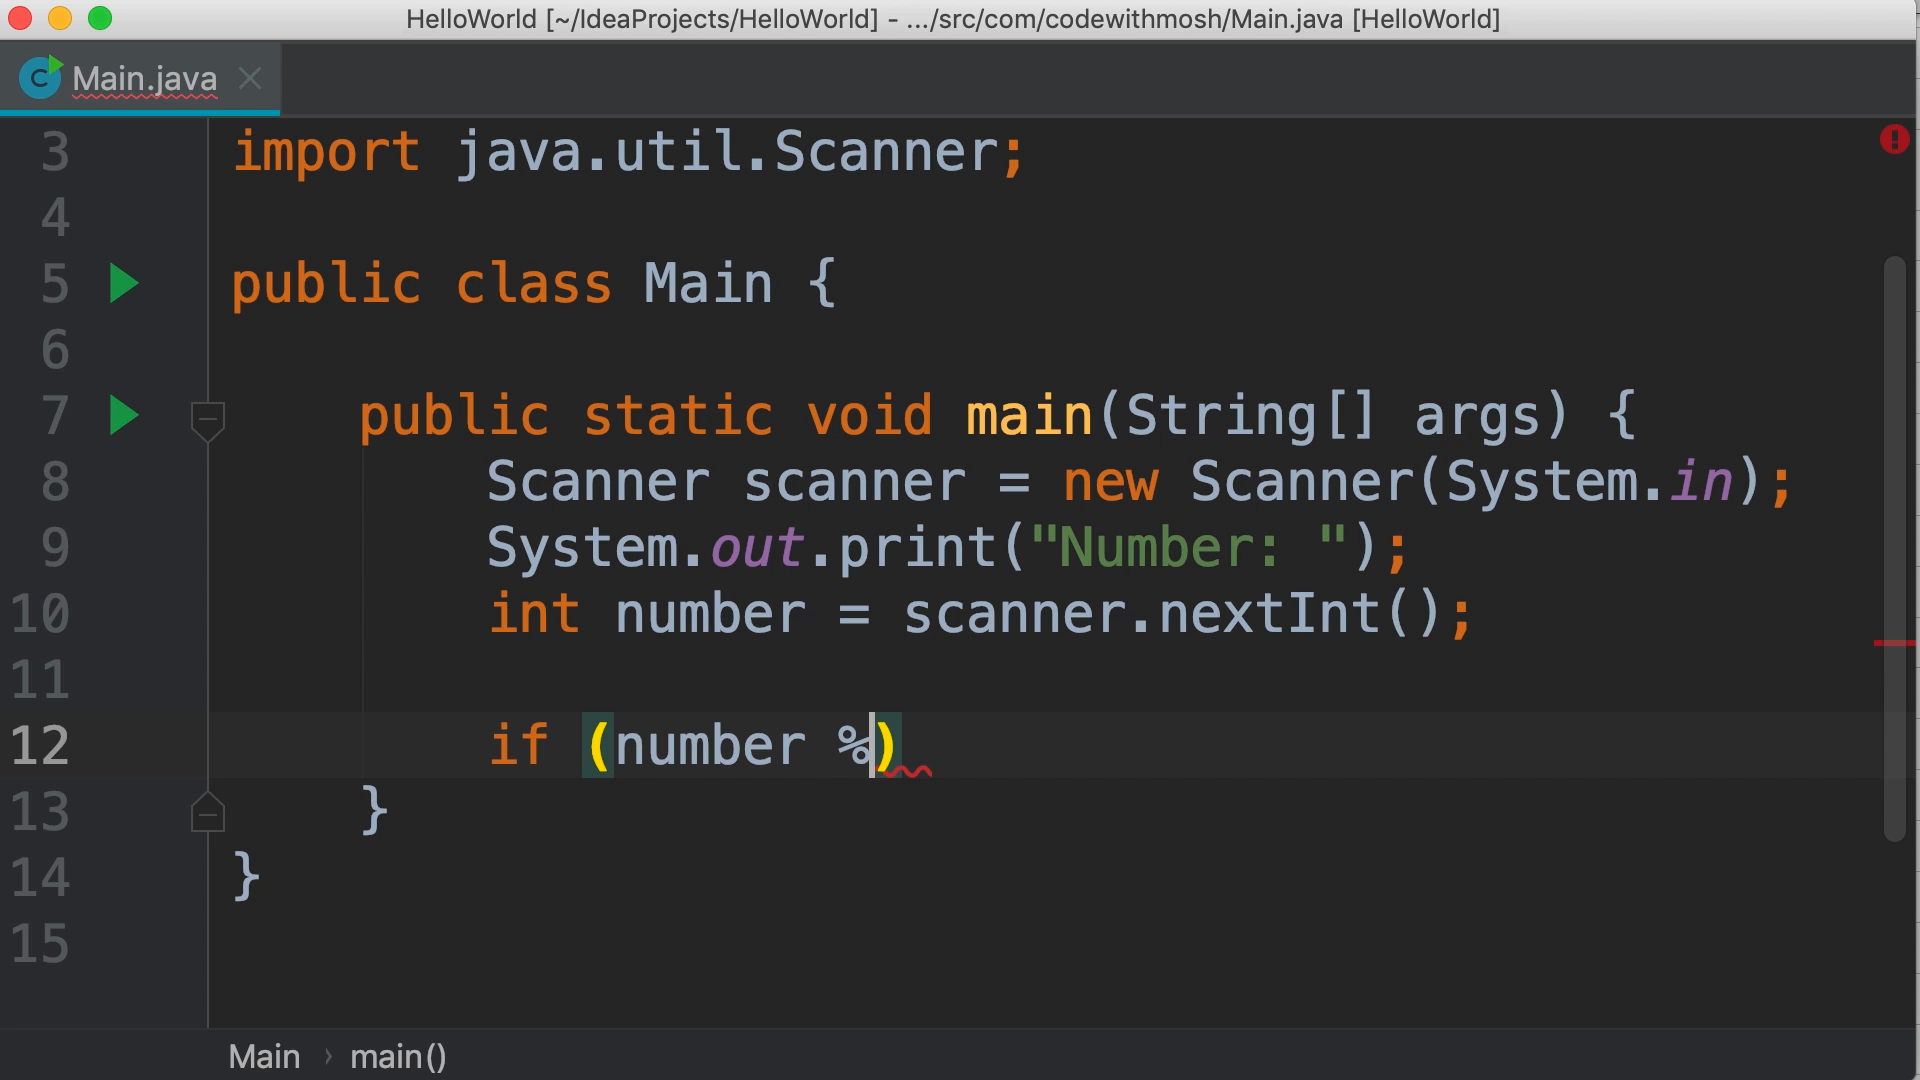 HelloWorld [~/IdeaProjects/HelloWorld] - .../src/com/codewithmosh/Main.java [HelloWorld]
Main.java
3 import java.util.Scanner;
4
5 public class Main {
6
7 public static void main(String[] args) {
8 Scanner scanner = new Scanner(System.in);
9 System.out.print("Number: ");
10 int number = scanner.nextInt();
11
12 if (number %)
13 }
14 }
15
Main › main()